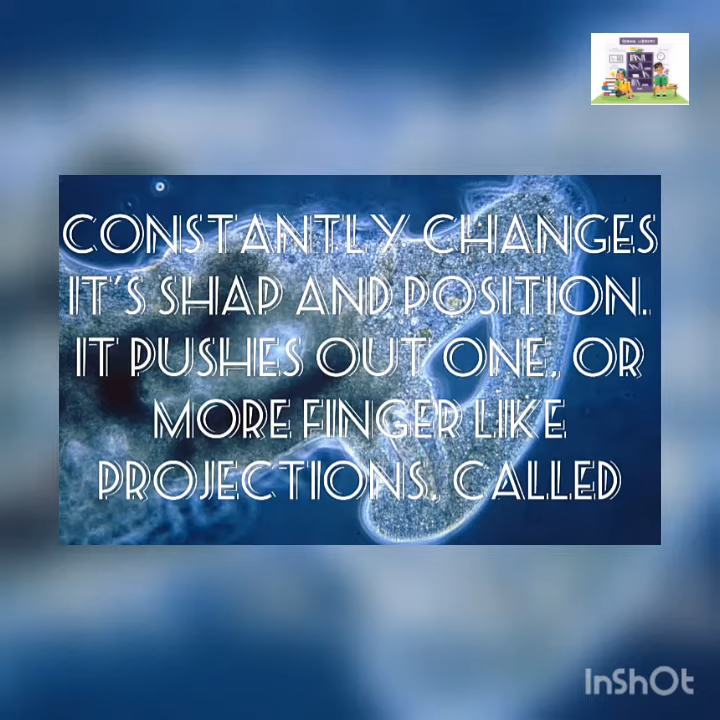 CONSTANTLY CHANGES
IT'S SHAP AND POSITION.
IT PUSHES OUT ONE, OR
MORE FINGER LIKE
PROJECTIONS, CALLED
InShOt